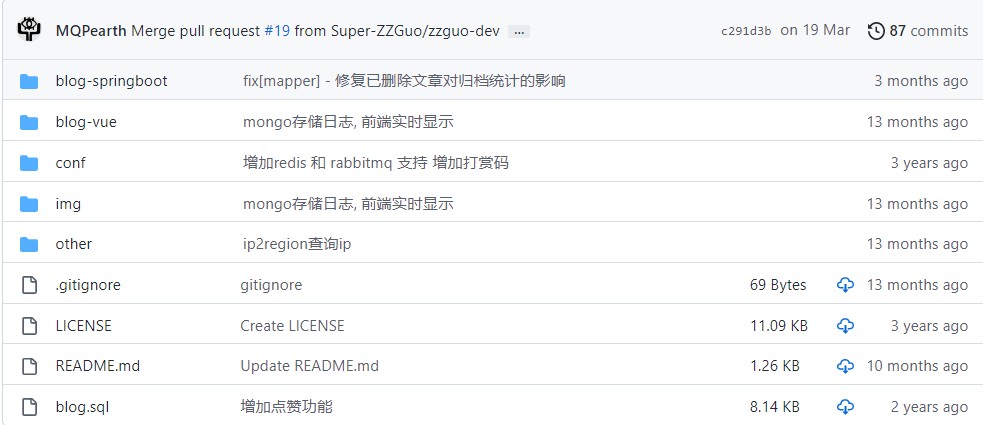 MQPearth Merge pull request #19 from Super-ZZGuo/zzguo-dev ... c291d3b on 19 Mar 87 commits
blog-springboot fix[mapper] - 修复已删除文章对归档统计的影响 3 months ago
blog-vue mongo存储日志, 前端实时显示 13 months ago
conf 增加redis 和 rabbitmq 支持 增加打赏码 3 years ago
img mongo存储日志, 前端实时显示 13 months ago
other ip2region查询ip 13 months ago
.gitignore gitignore 69 Bytes 13 months ago
LICENSE Create LICENSE 11.09 KB 3 years ago
README.md Update README.md 1.26 KB 10 months ago
blog.sql 增加点赞功能 8.14 KB 2 years ago